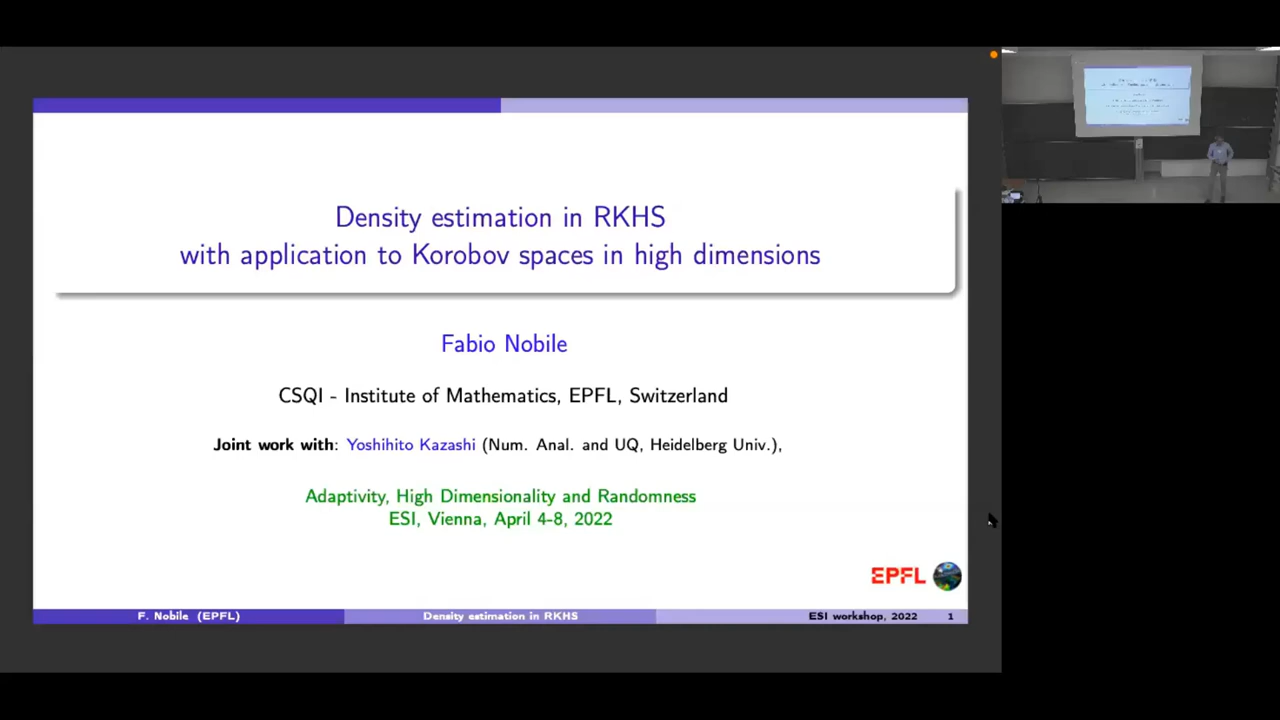 Density estimation in RKHS
with application to Korobov spaces in high dimensions
Fabio Nobile
CSQI - Institute of Mathematics, EPFL, Switzerland
Joint work with: Yoshihito Kazashi (Num. Anal. and UQ, Heidelberg Univ.),
Adaptivity, High Dimensionality and Randomness
ESI, Vienna, April 4-8, 2022
EPFL
F. Nobile (EPFL) Density estimation in RKHS ESI workshop, 2022 1